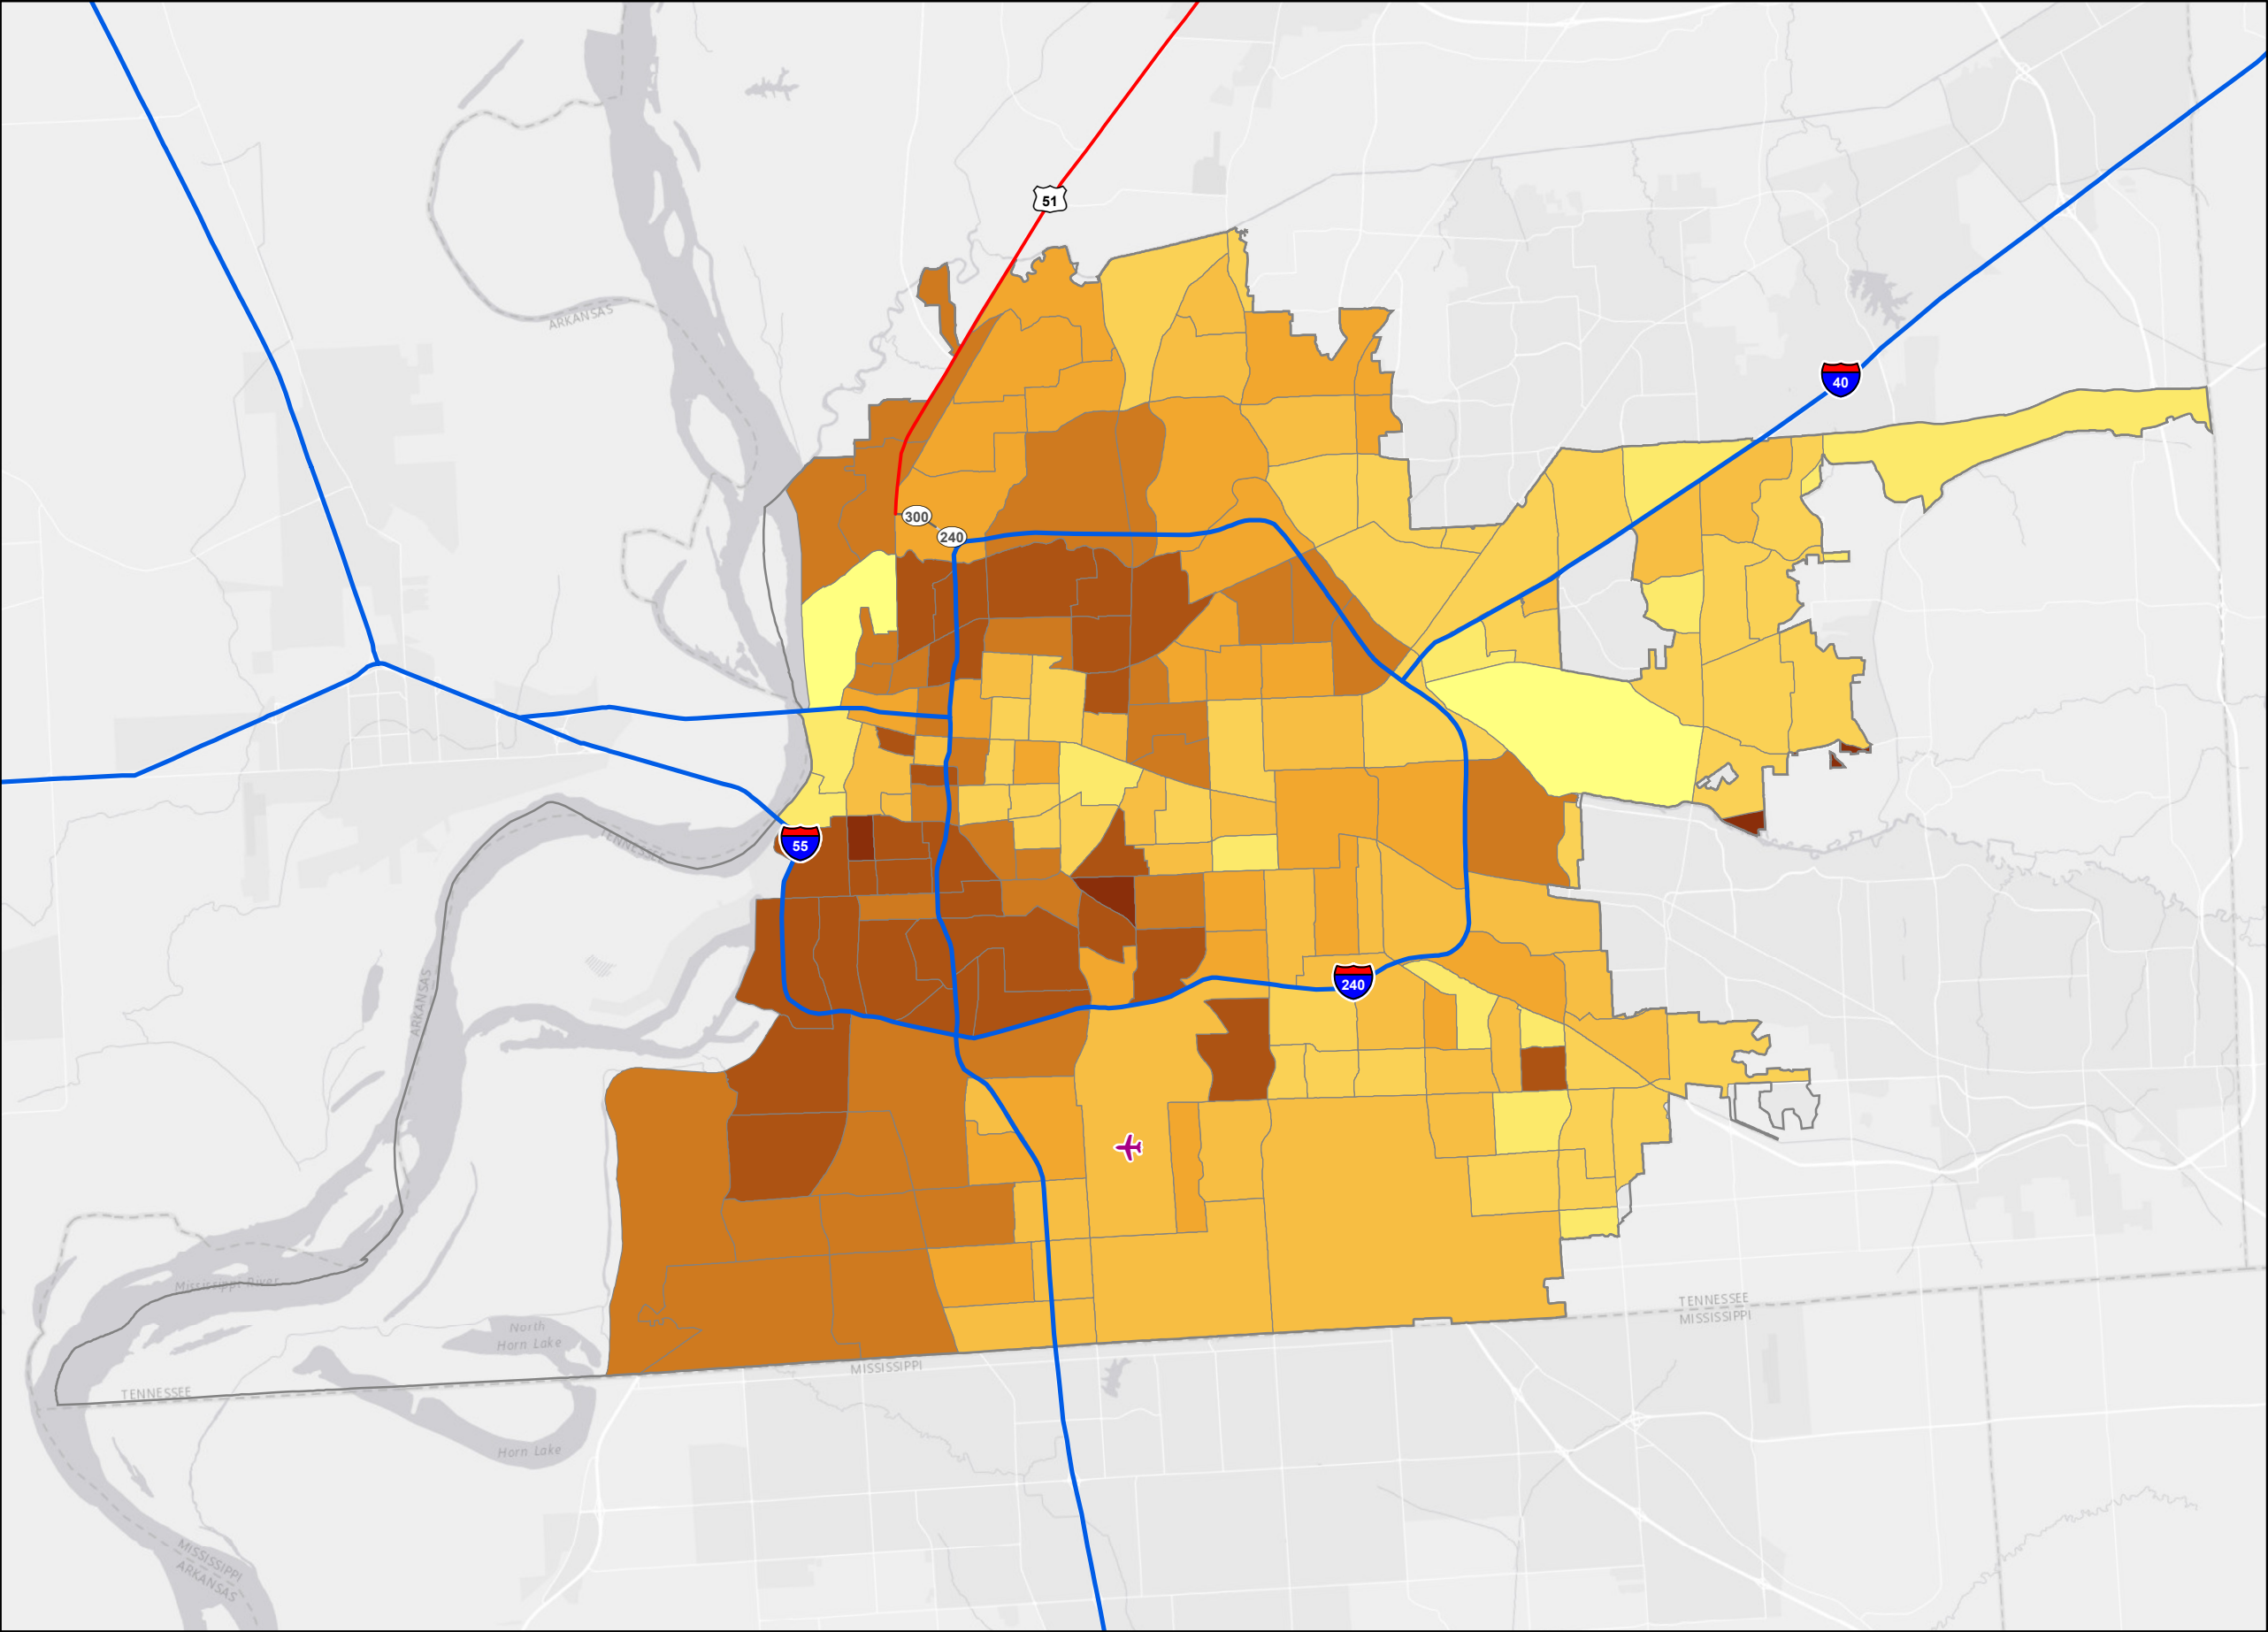 51
ARKANSAS
40
300
240
55
TENNESSEE
ARKANSAS
240
Mississippi River
TENNESSEE
MISSISSIPPI
North
Horn Lake
MISSISSIPPI
TENNESSEE
Horn Lake
MISSISSIPPI
ARKANSAS